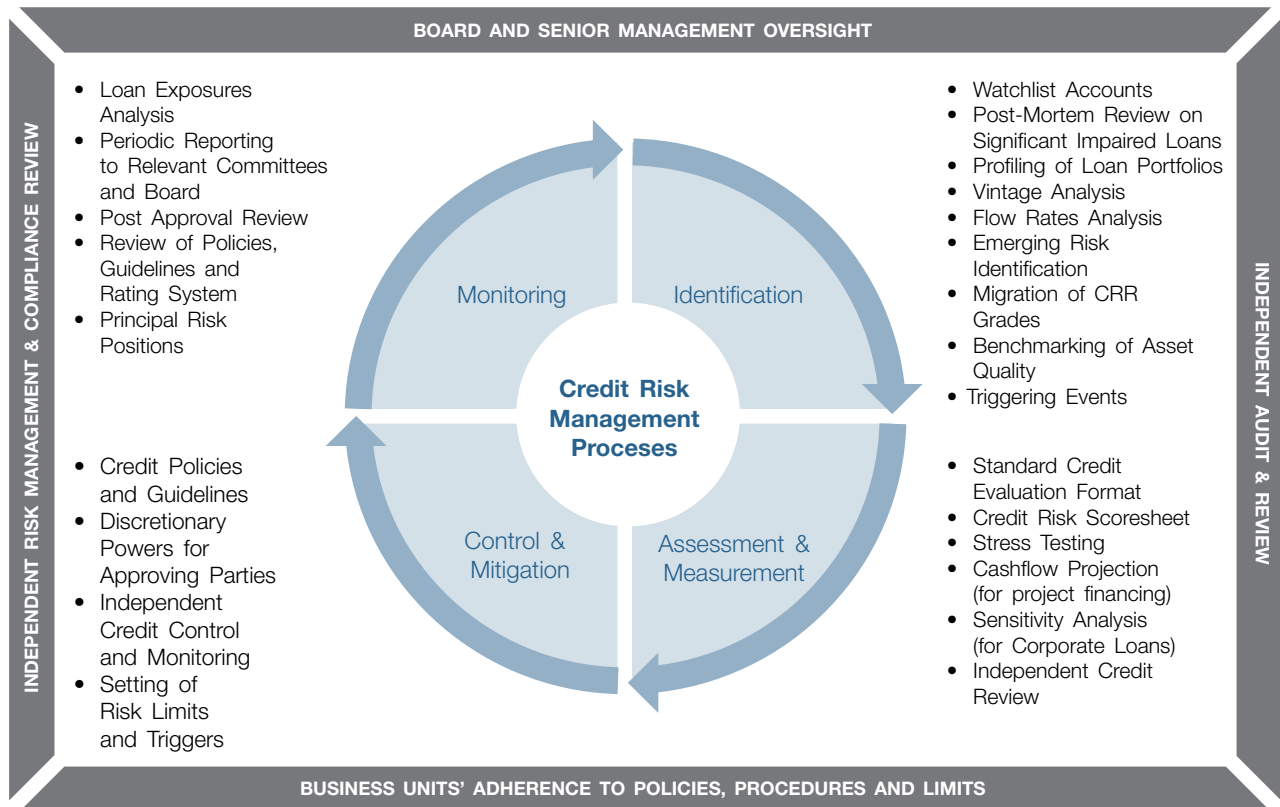 BOARD AND SENIOR MANAGEMENT OVERSIGHT
INDEPENDENT RISK MANAGEMENT & COMPLIANCE REVIEW
• Loan Exposures
Analysis
• Periodic Reporting
to Relevant Committees
and Board
• Post Approval Review
• Review of Policies,
Guidelines and
Rating System
• Principal Risk
Positions
• Watchlist Accounts
• Post-Mortem Review on
Significant Impaired Loans
• Profiling of Loan Portfolios
• Vintage Analysis
• Flow Rates Analysis
• Emerging Risk
Identification
• Migration of CRR
Grades
• Benchmarking of Asset
Quality
• Triggering Events
Monitoring
Identification
Credit Risk
Management
Proceses
Control &
Mitigation
Assessment &
Measurement
• Credit Policies
and Guidelines
• Discretionary
Powers for
Approving Parties
• Independent
Credit Control
and Monitoring
• Setting of
Risk Limits
and Triggers
• Standard Credit
Evaluation Format
• Credit Risk Scoresheet
• Stress Testing
• Cashflow Projection
(for project financing)
• Sensitivity Analysis
(for Corporate Loans)
• Independent Credit
Review
INDEPENDENT AUDIT & REVIEW
BUSINESS UNITS' ADHERENCE TO POLICIES, PROCEDURES AND LIMITS